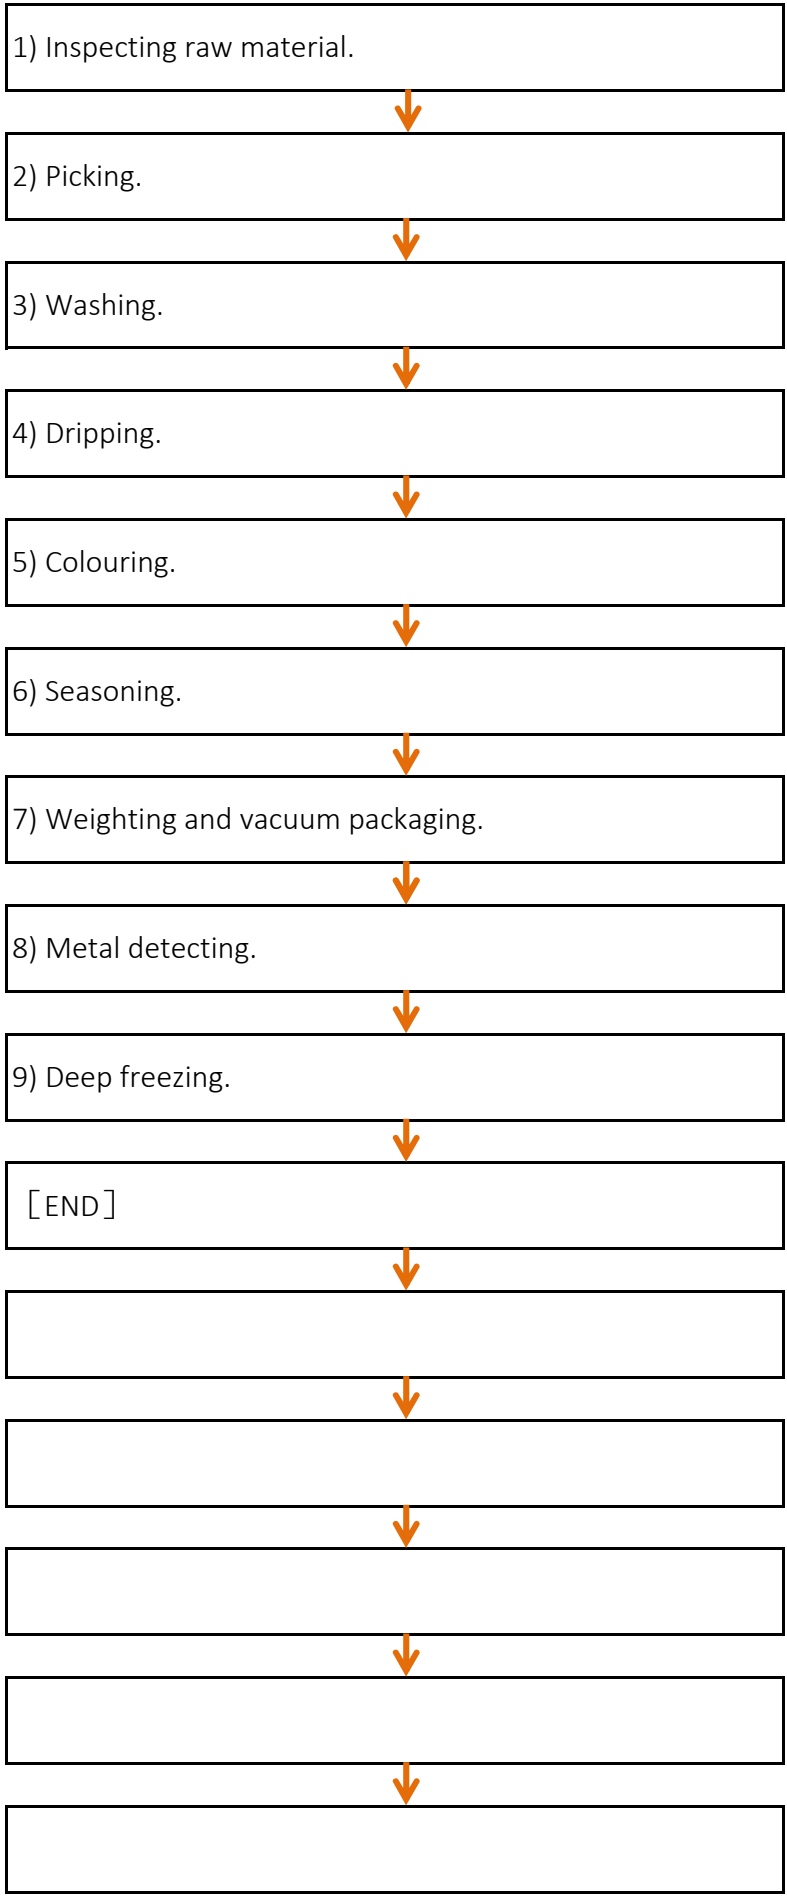 1) Inspecting raw material.
2) Picking.
3) Washing.
4) Dripping.
5) Colouring.
6) Seasoning.
7) Weighting and vacuum packaging.
8) Metal detecting.
9) Deep freezing.
［END］